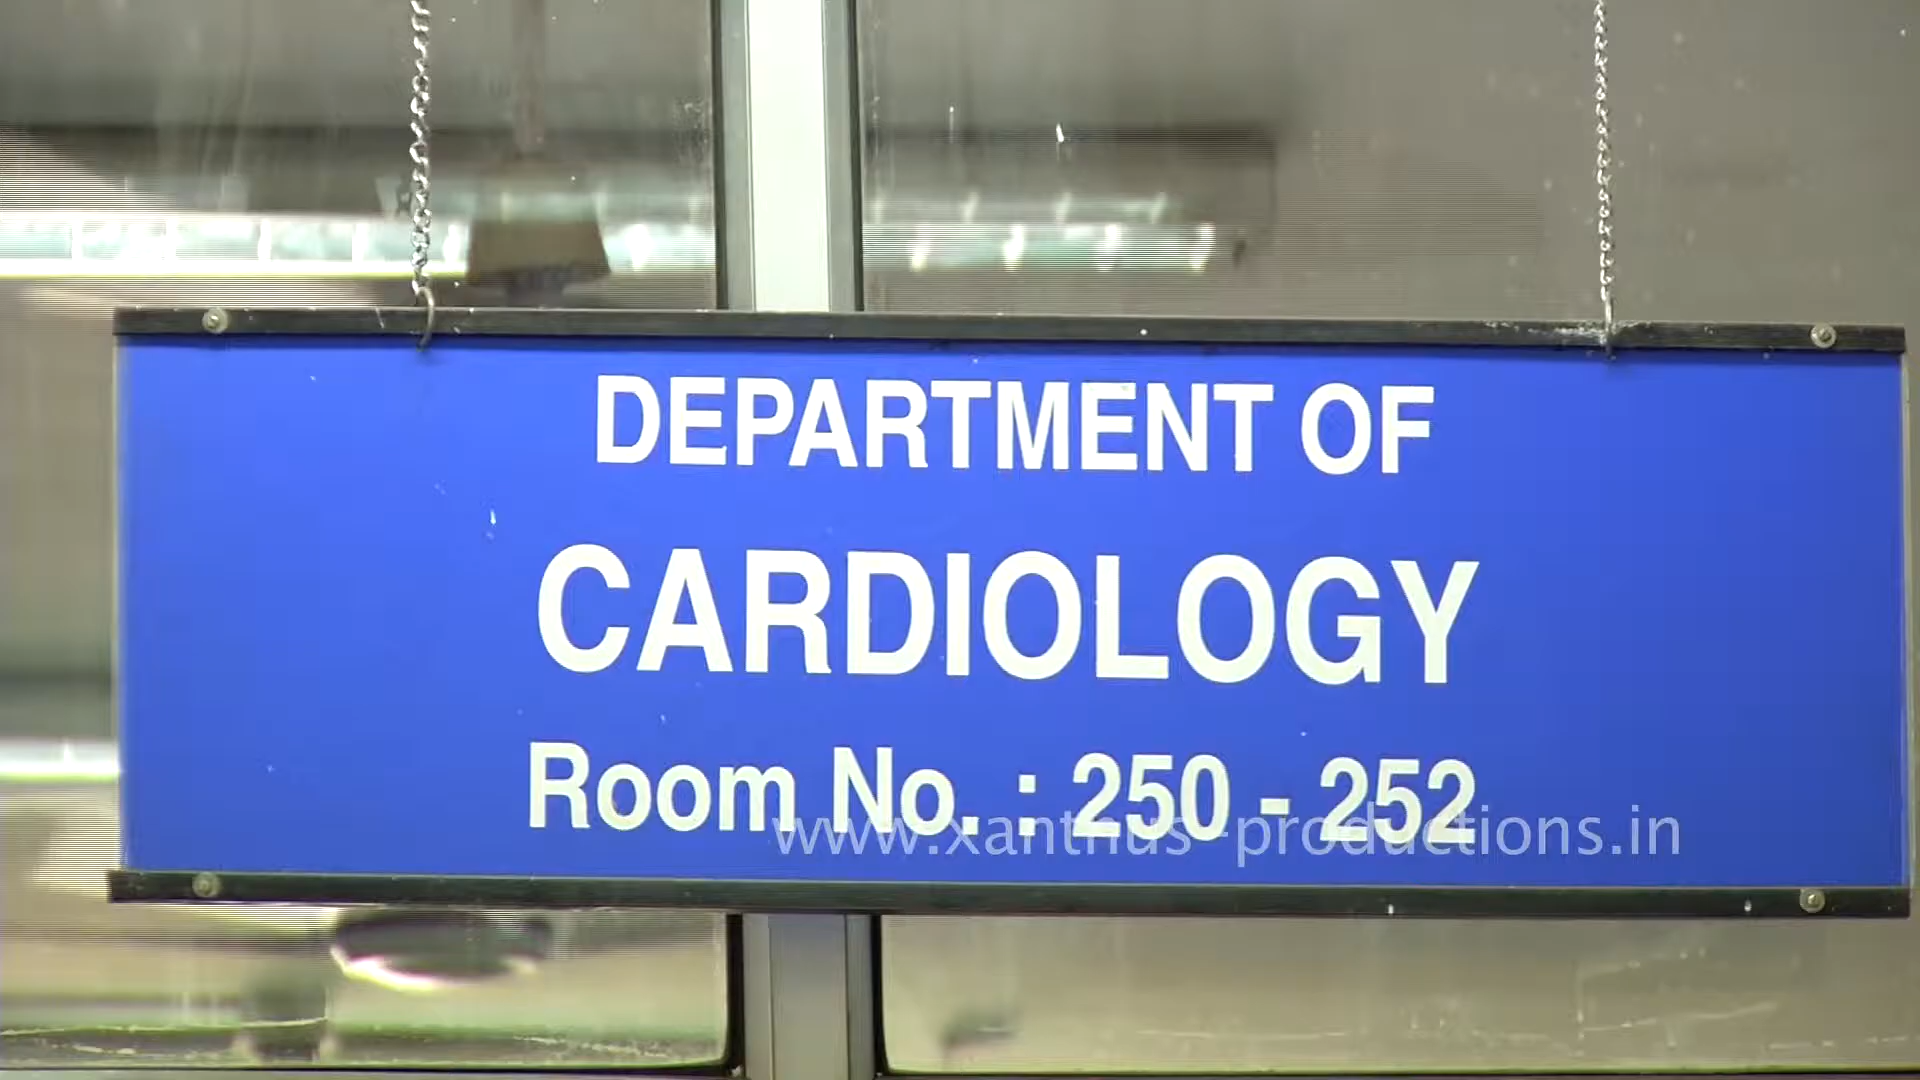 DEPARTMENT OF
CARDIOLOGY
Room No. : 250 - 252
www.xanthus-productions.in